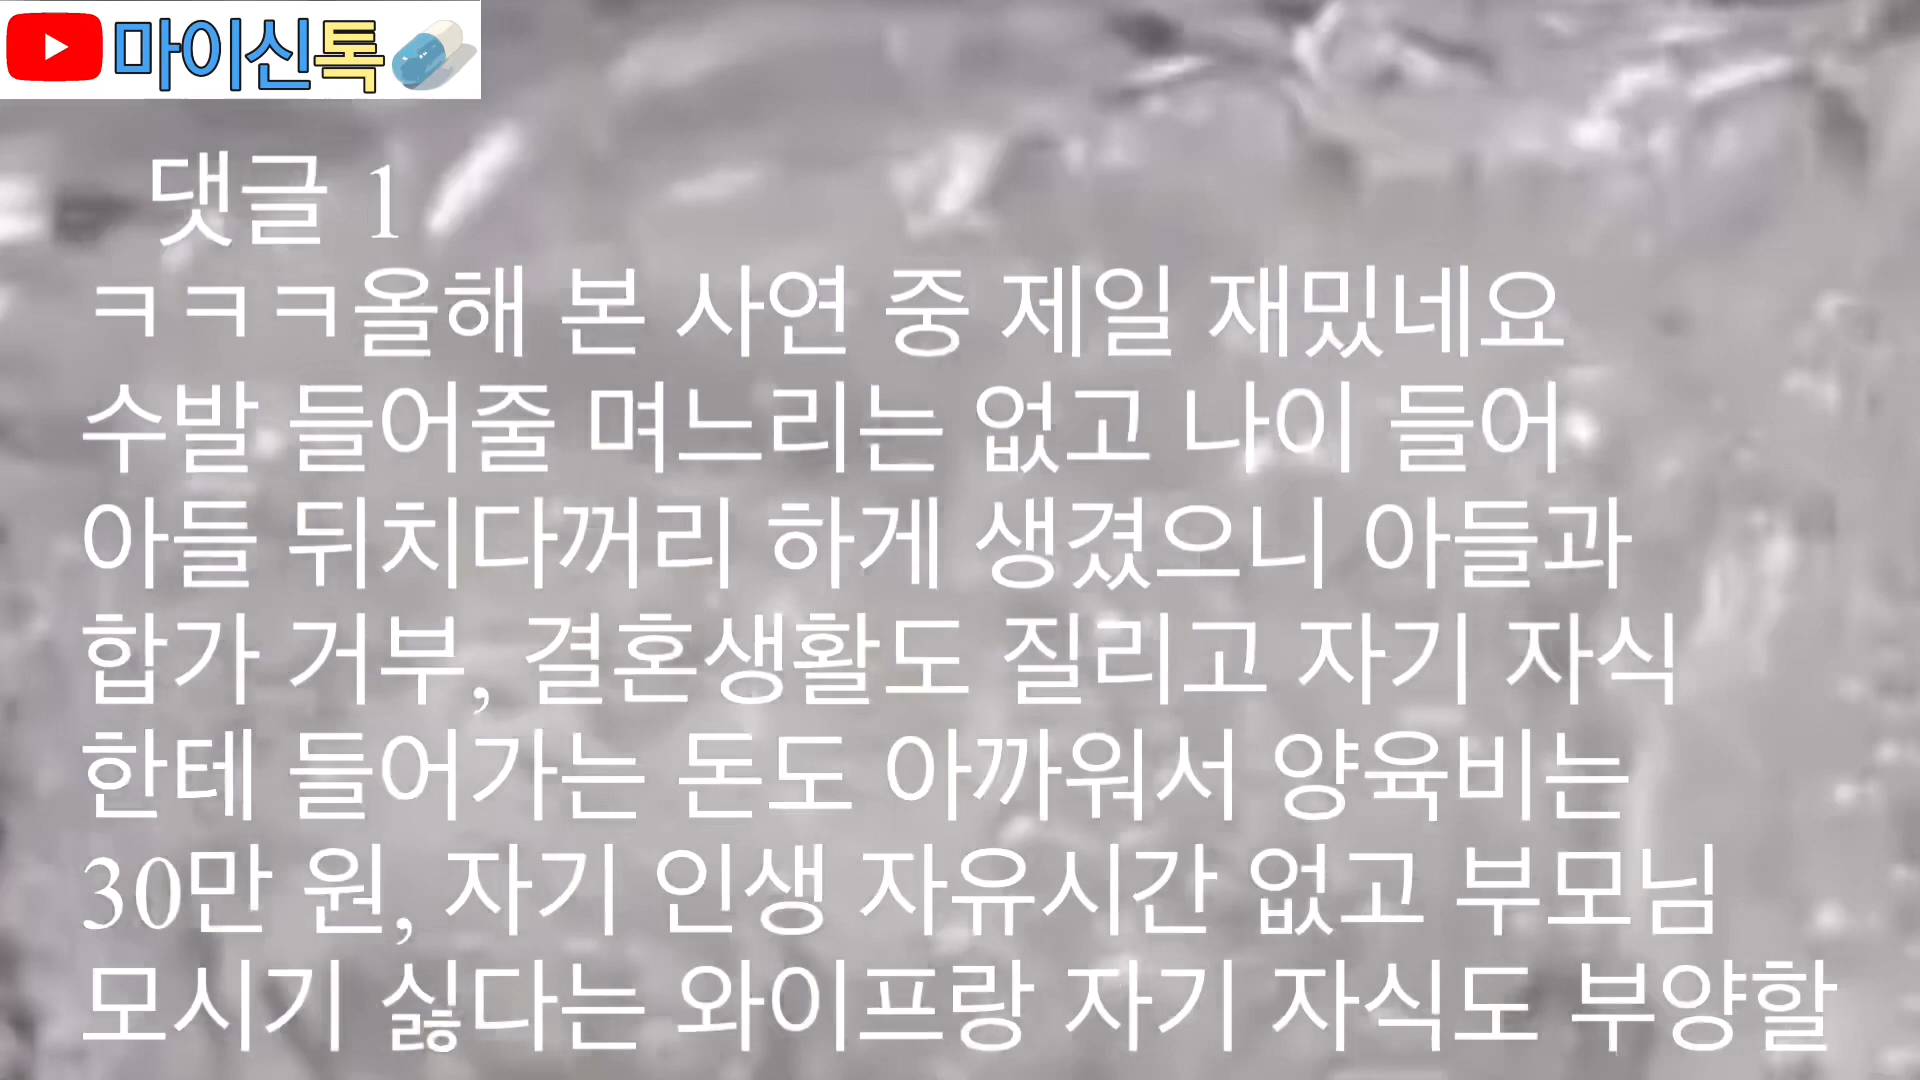 마이신톡
댓글 1
ㅋㅋㅋ올해 본 사연 중 제일 재밌네요
수발 들어줄 며느리는 없고 나이 들어
아들 뒤치다꺼리 하게 생겼으니 아들과
합가 거부, 결혼생활도 질리고 자기 자식
한테 들어가는 돈도 아까워서 양육비는
30만 원, 자기 인생 자유시간 없고 부모님
모시기 싫다는 와이프랑 자기 자식도 부양할